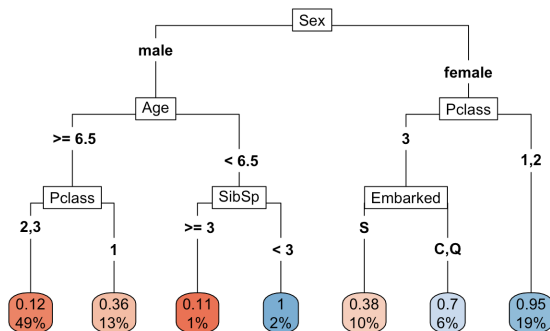 Sex
male
female
Age
Pclass
>= 6.5
< 6.5
3
1,2
Pclass
SibSp
Embarked
2,3
1
>= 3
< 3
S
C,Q
0.12
49%
0.36
13%
0.11
1%
1
2%
0.38
10%
0.7
6%
0.95
19%